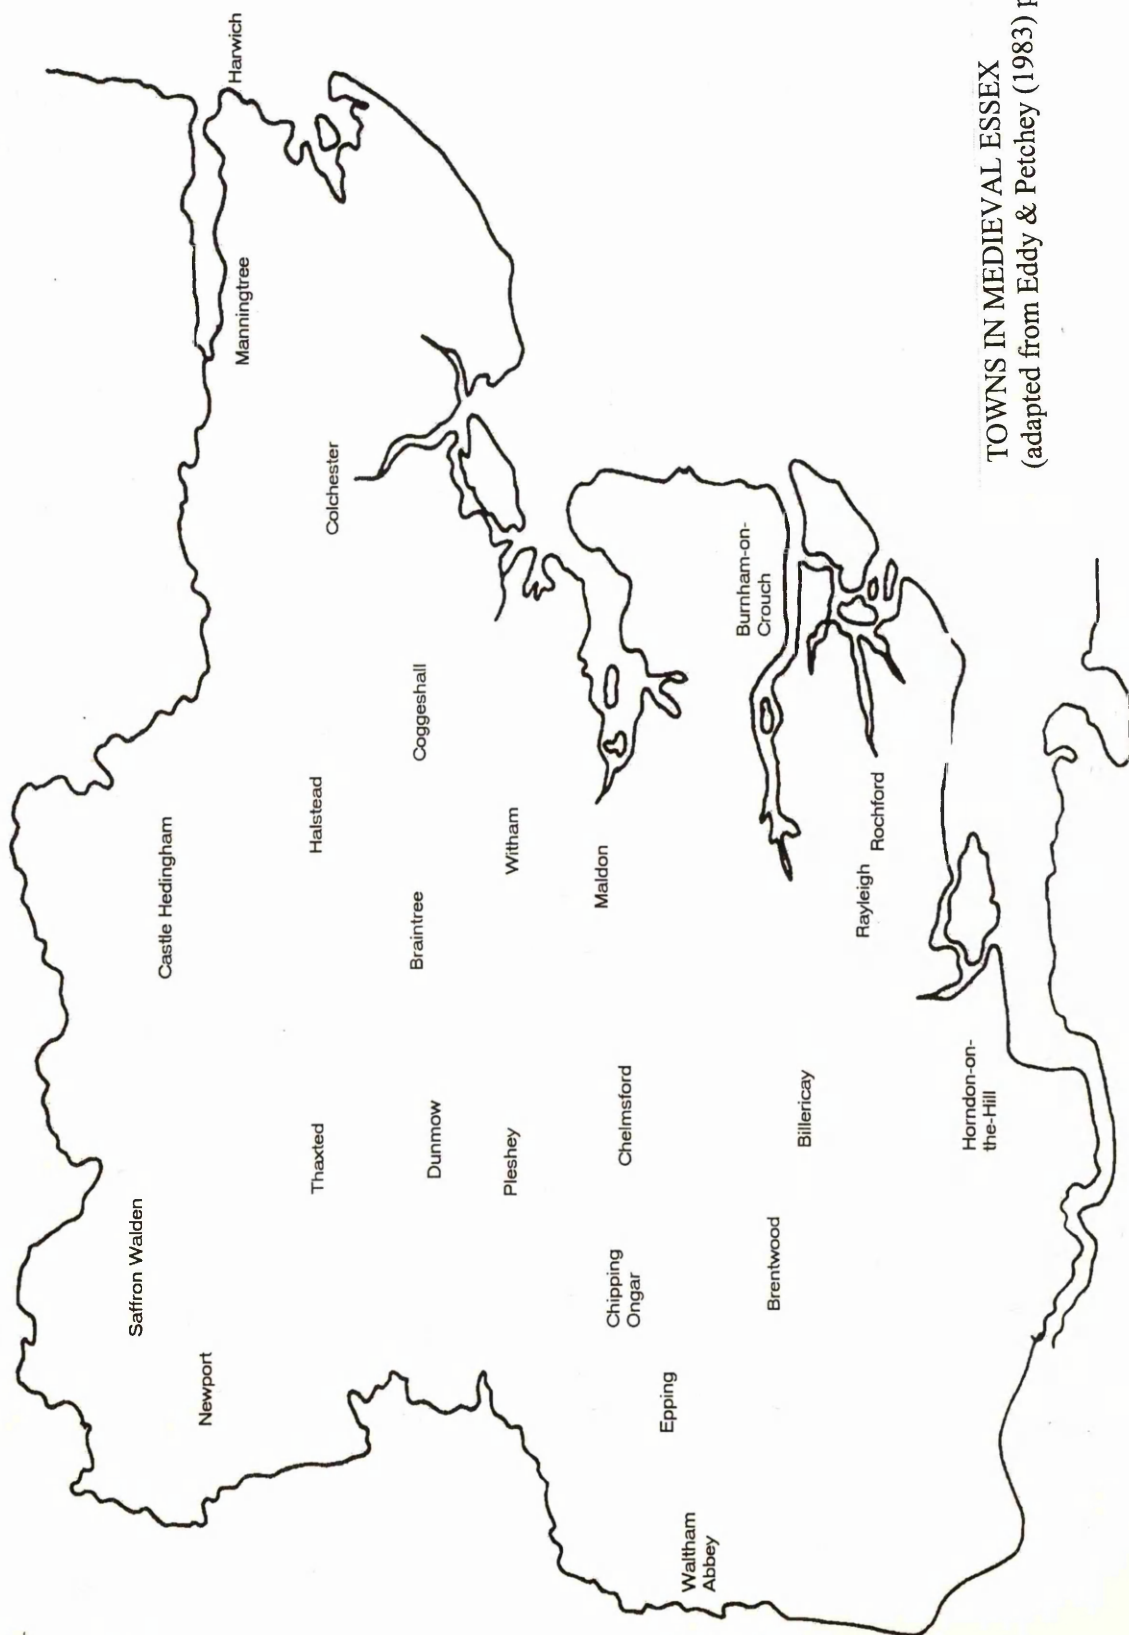 Harwich
Manningtree
Colchester
Saffron Walden
Newport
Castle Hedingham
Thaxted
Halstead
Coggeshall
Braintree
Dunmow
Pleshey
Witham
Maldon
Chelmsford
Chipping
Ongar
Epping
Waltham
Abbey
Brentwood
Billericay
Burnham-on-
Crouch
Rayleigh
Rochford
Horndon-on-
the-Hill
TOWNS IN MEDIEVAL ESSEX
(adapted from Eddy & Petchey (1983) p